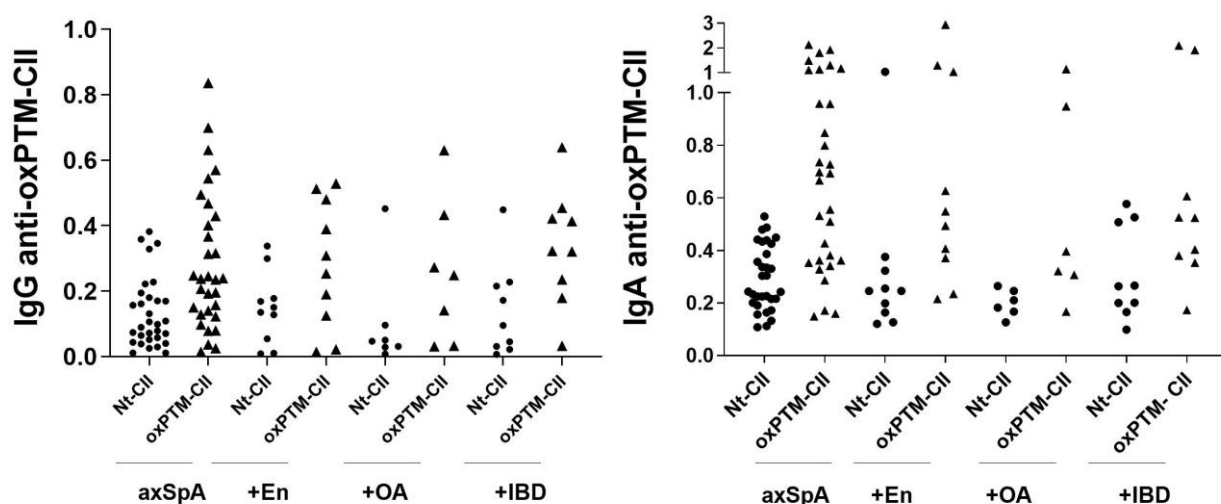 IgG anti-oxPTM-CII
1.0
0.8
0.6
0.4
0.2
0.0
Nt-CII
oxPTM-CII
Nt-CII
oxPTM-CII
Nt-CII
oxPTM-CII
Nt-CII
oxPTM-CII
axSpA
+En
+OA
+IBD
IgA anti-oxPTM-CII
3
2
1
1.0
0.8
0.6
0.4
0.2
0.0
Nt-CII
oxPTM-CII
Nt-CII
oxPTM-CII
Nt-CII
oxPTM-CII
Nt-CII
oxPTM- CII
axSpA
+En
+OA
+IBD